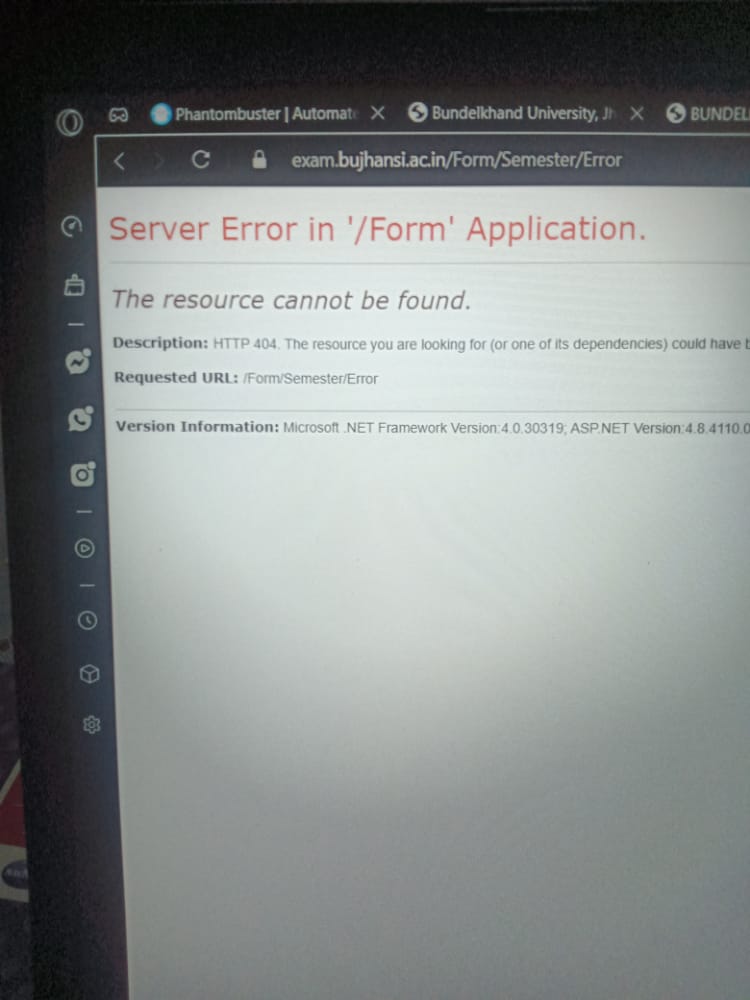 Phantombuster | Automat
Bundelkhand University, Jh
BUNDEL
exam.bujhansi.ac.in/Form/Semester/Error
Server Error in '/Form' Application.
The resource cannot be found.
Description: HTTP 404. The resource you are looking for (or one of its dependencies) could have b
Requested URL: /Form/Semester/Error
Version Information: Microsoft .NET Framework Version:4.0.30319; ASP.NET Version:4.8.4110.0